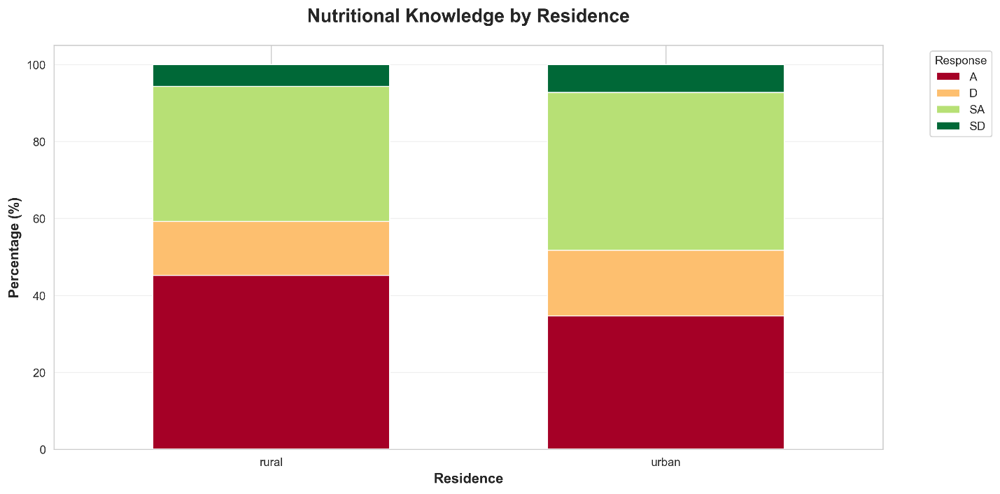 Nutritional Knowledge by Residence
Response
A
D
SA
SD
100
80
60
40
20
0
Percentage (%)
rural
urban
Residence